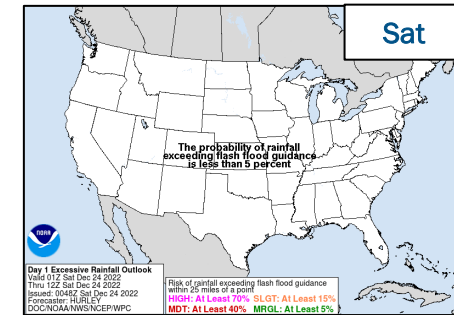 Sat
The probability of rainfall
exceeding flash flood guidance
is less than 5 percent
NOAA
Day 1 Excessive Rainfall Outlook
Valid 01Z Sat Dec 24 2022
Thru 12Z Sat Dec 24 2022
Issued: 0048Z Sat Dec 24 2022
Forecaster: HURLEY
DOC/NOAA/NWS/NCEP/WPC
Risk of rainfall exceeding flash flood guidance
within 25 miles of a point
HIGH: At Least 70% SLGT: At Least 15%
MDT: At Least 40% MRGL: At Least 5%